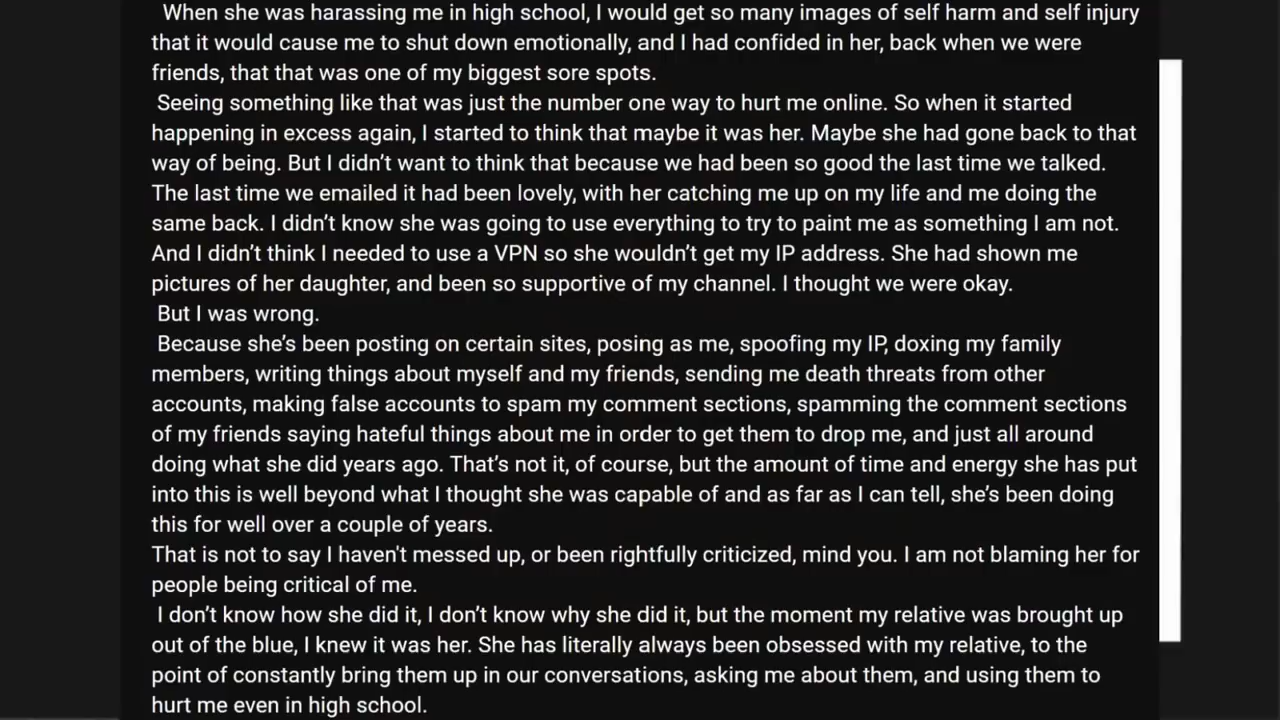 When she was harassing me in high school, I would get so many images of self harm and self injury
that it would cause me to shut down emotionally, and I had confided in her, back when we were
friends, that that was one of my biggest sore spots.
Seeing something like that was just the number one way to hurt me online. So when it started
happening in excess again, I started to think that maybe it was her. Maybe she had gone back to that
way of being. But I didn’t want to think that because we had been so good the last time we talked.
The last time we emailed it had been lovely, with her catching me up on my life and me doing the
same back. I didn’t know she was going to use everything to try to paint me as something I am not.
And I didn’t think I needed to use a VPN so she wouldn’t get my IP address. She had shown me
pictures of her daughter, and been so supportive of my channel. I thought we were okay.
But I was wrong.
Because she’s been posting on certain sites, posing as me, spoofing my IP, doxing my family
members, writing things about myself and my friends, sending me death threats from other
accounts, making false accounts to spam my comment sections, spamming the comment sections
of my friends saying hateful things about me in order to get them to drop me, and just all around
doing what she did years ago. That’s not it, of course, but the amount of time and energy she has put
into this is well beyond what I thought she was capable of and as far as I can tell, she’s been doing
this for well over a couple of years.
That is not to say I haven't messed up, or been rightfully criticized, mind you. I am not blaming her for
people being critical of me.
I don’t know how she did it, I don’t know why she did it, but the moment my relative was brought up
out of the blue, I knew it was her. She has literally always been obsessed with my relative, to the
point of constantly bring them up in our conversations, asking me about them, and using them to
hurt me even in high school.